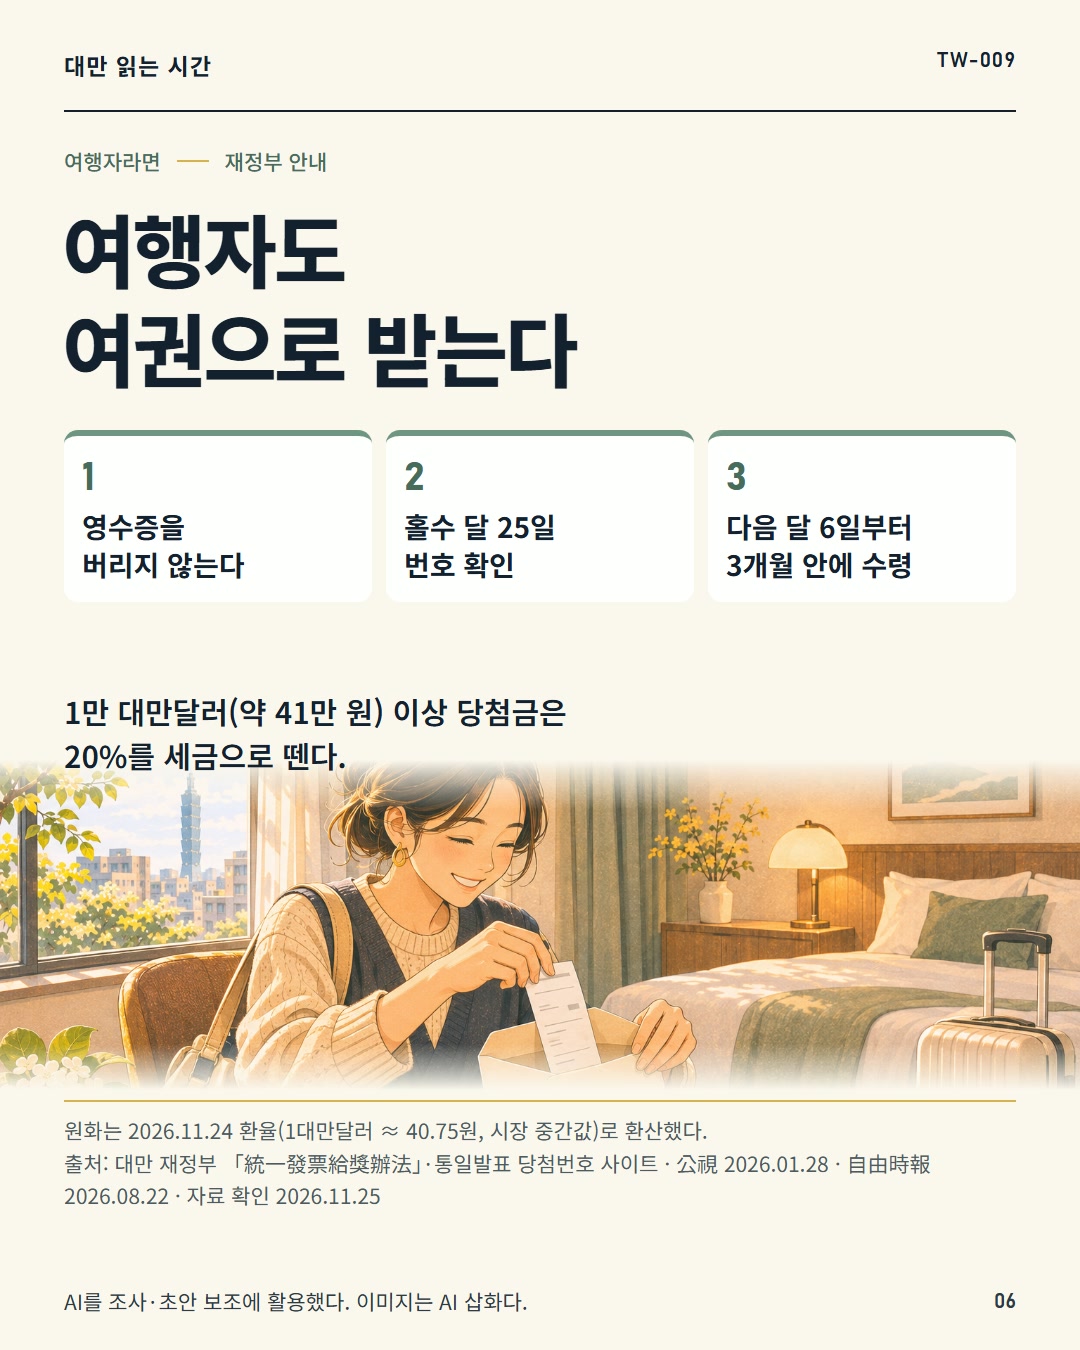 대만 읽는 시간
TW-009
여행자라면 — 재정부 안내
여행자도
여권으로 받는다
1
영수증을
버리지 않는다
2
홀수 달 25일
번호 확인
3
다음 달 6일부터
3개월 안에 수령
1만 대만달러(약 41만 원) 이상 당첨금은
20%를 세금으로 뗀다.
원화는 2026.11.24 환율(1대만달러 ≈ 40.75원, 시장 중간값)로 환산했다.
출처: 대만 재정부 「統一發票給獎辦法」·통일발표 당첨번호 사이트 · 公視 2026.01.28 · 自由時報
2026.08.22 · 자료 확인 2026.11.25
AI를 조사·초안 보조에 활용했다. 이미지는 AI 삽화다.
06